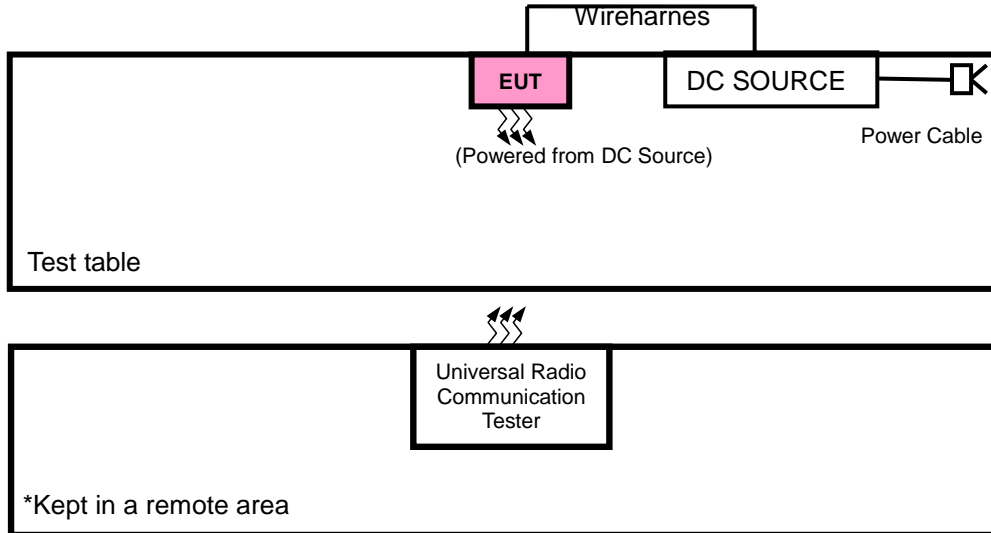 Wireharnes
EUT
DC SOURCE
Power Cable
(Powered from DC Source)
Test table
Universal Radio
Communication
Tester
*Kept in a remote area